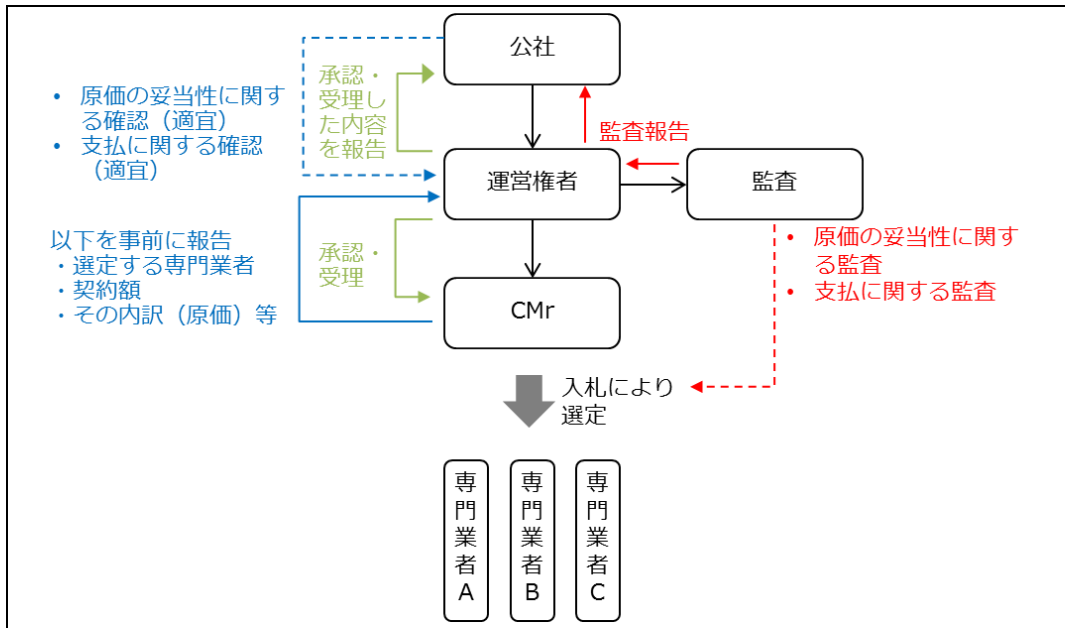 公社
承認・
受理し
た内容
を報告
• 原価の妥当性に関す
る確認（適宜）
• 支払に関する確認
（適宜）
監査報告
運営権者
監査
以下を事前に報告
・選定する専門業者
・契約額
・その内訳（原価）等
承認・
受理
• 原価の妥当性に関す
る監査
• 支払に関する監査
CMr
入札により
選定
専門業者A
専門業者B
専門業者C